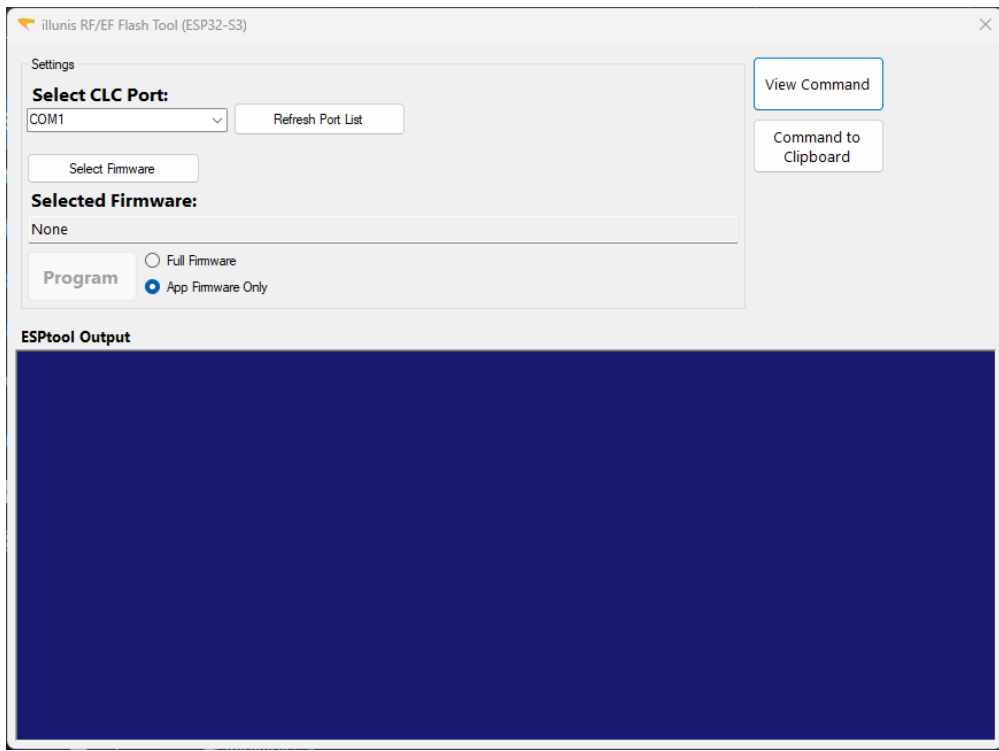 illunis RF/EF Flash Tool (ESP32-S3)
Settings
Select CLC Port:
COM1
Refresh Port List
Select Firmware
Selected Firmware:
None
Program
Full Firmware
App Firmware Only
View Command
Command to
Clipboard
ESPtool Output